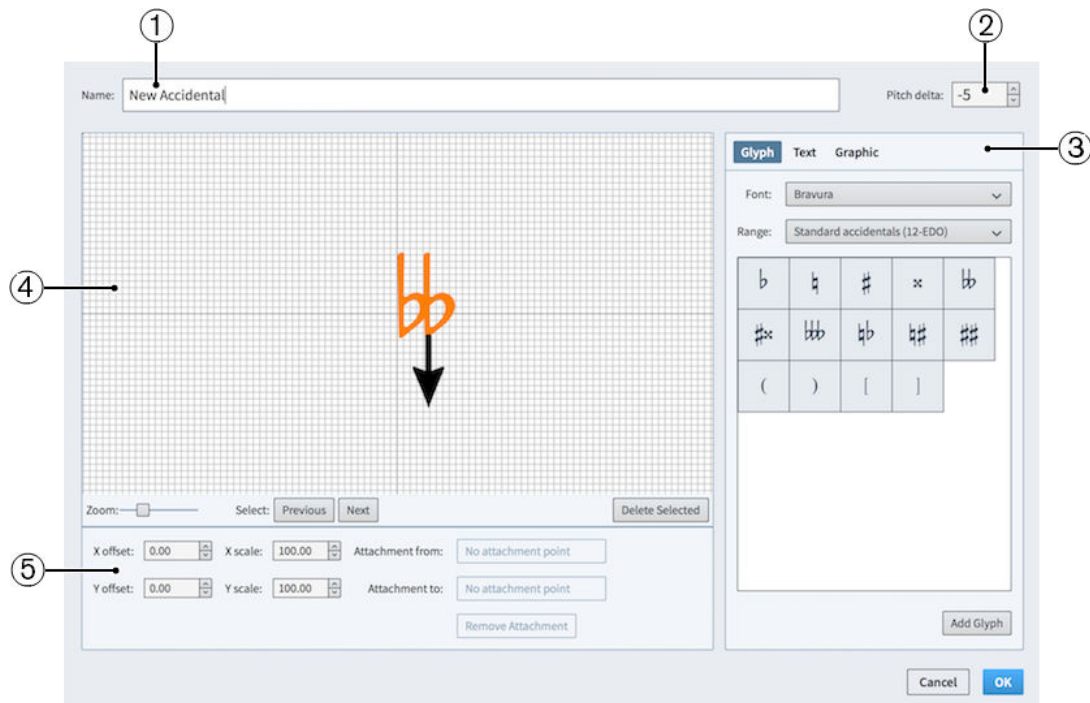 1 2
Name: New Accidental Pitch delta: -5
3
Glyph Text Graphic
Font: Bravura
Range: Standard accidentals (12-EDO)
♭ ♮ ♯ 𝄪 𝄫
♯𝄪 ♭♭♭ ♮♭ ♮♯ ♯♯
( ) [ ]
4
Zoom: Select: Previous Next Delete Selected
5
X offset: 0.00 X scale: 100.00 Attachment from: No attachment point
Y offset: 0.00 Y scale: 100.00 Attachment to: No attachment point
Remove Attachment
Add Glyph
Cancel OK